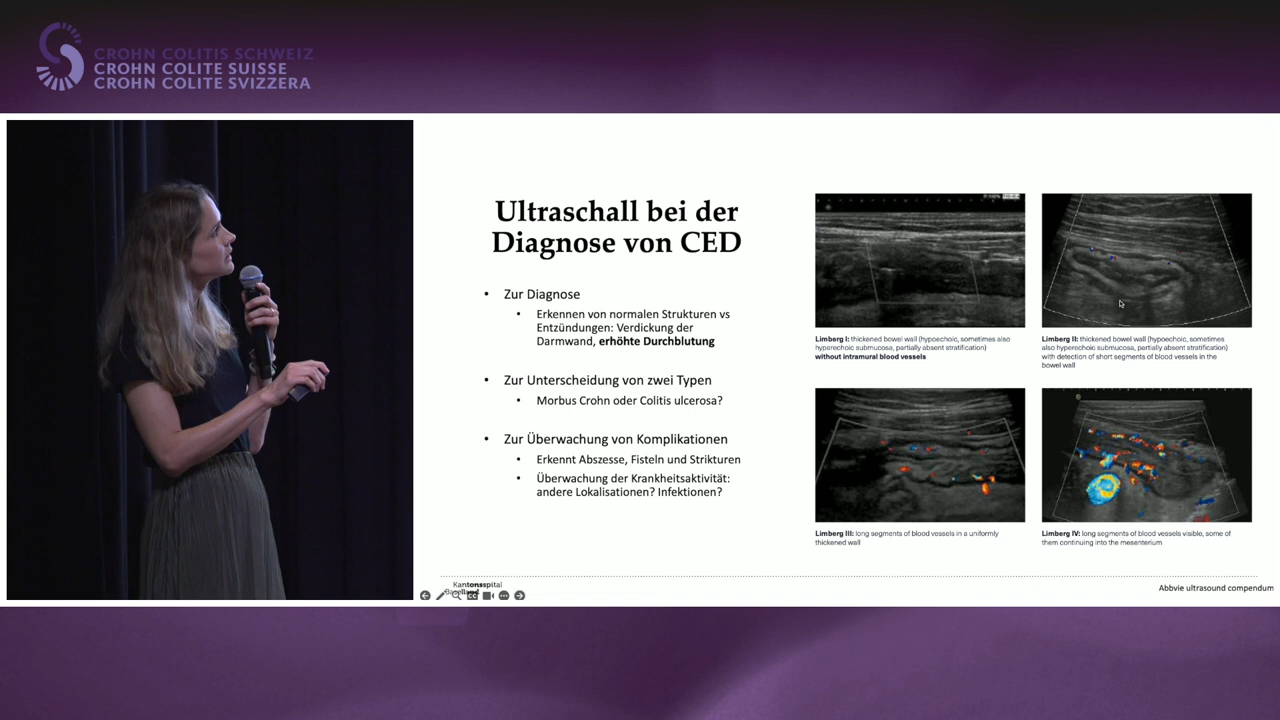 CROHN COLITIS SCHWEIZ
CROHN COLITE SUISSE
CROHN COLITE SVIZZERA
Ultraschall bei der
Diagnose von CED
• Zur Diagnose
• Erkennen von normalen Strukturen vs
Entzündungen: Verdickung der
Darmwand, erhöhte Durchblutung
• Zur Unterscheidung von zwei Typen
• Morbus Crohn oder Colitis ulcerosa?
• Zur Überwachung von Komplikationen
• Erkennt Abszesse, Fisteln und Strikturen
• Überwachung der Krankheitsaktivität:
andere Lokalisationen? Infektionen?
Limberg I: thickened bowel wall (hypoechoic, sometimes also
hyperechoic submucosa, partially absent stratification)
without intramural blood vessels
Limberg II: thickened bowel wall (hypoechoic, sometimes
also hyperechoic submucosa, partially absent stratification)
with detection of short segments of blood vessels in the
bowel wall
Limberg III: long segments of blood vessels in a uniformly
thickened wall
Limberg IV: long segments of blood vessels visible, some of
them continuing into the mesenterium
Kantonsspital
Abbvie ultrasound compendum